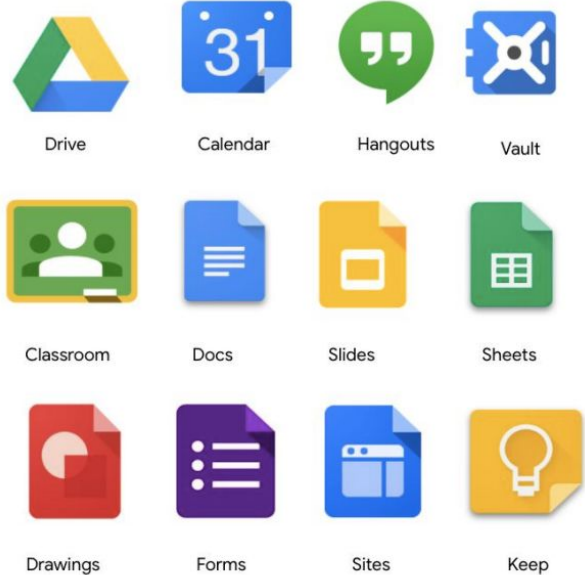 31
Drive
Calendar
Hangouts
Vault
Classroom
Docs
Slides
Sheets
Drawings
Forms
Sites
Keep